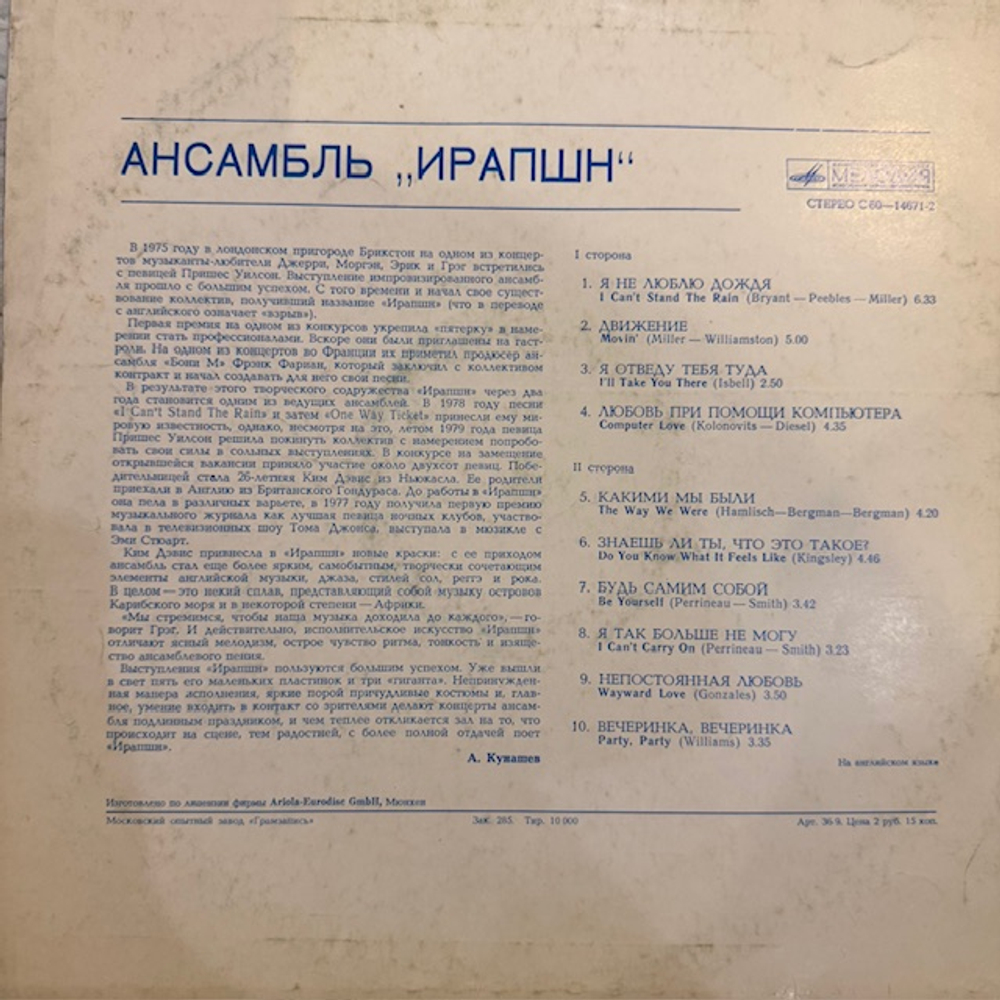 АНСАМБЛЬ „ИРАПШН“
МЕЛОДИЯ
СТЕРЕО С 60—14671-2
В 1975 году в лондонском пригороде Брикстон на одном из концер-
тов музыканты-любители Джерри, Моргэн, Эрик и Грэг встретились
с певицей Пришес Уилсон. Выступление импровизированного ансамб-
ля прошло с большим успехом. С того времени и начал свое сущест-
вование коллектив, получивший название «Ирапшн» (что в переводе
с английского означает «взрыв»).
Первая премия на одном из конкурсов укрепила «пятерку» в наме-
рении стать профессионалами. Вскоре они были приглашены на гаст-
роли. На одном из концертов во Франции их приметил продюсер ан-
самбля «Бони М» Фрэнк Фариан, который заключил с коллективом
контракт и начал создавать для него свои песни.
В результате этого творческого содружества «Ирапшн» через два
года становится одним из ведущих ансамблей. В 1978 году песни
«I Can't Stand The Rain» и затем «One Way Ticket» принесли ему ми-
ровую известность, однако, несмотря на это, летом 1979 года певица
Пришес Уилсон решила покинуть коллектив с намерением попробо-
вать свои силы в сольных выступлениях. В конкурсе на замещение
открывшейся вакансии приняло участие около двухсот певиц. Побе-
дительницей стала 26-летняя Ким Дэвис из Ньюкасла. Ее родители
приехали в Англию из Британского Гондураса. До работы в «Ирапшн»
она пела в различных варьете, в 1977 году получила первую премию
музыкального журнала как лучшая певица ночных клубов, участво-
вала в телевизионных шоу Тома Джонса, выступала в мюзикле с
Эми Стюарт.
Ким Дэвис привнесла в «Ирапшн» новые краски: с ее приходом
ансамбль стал еще более ярким, самобытным, творчески сочетающим
элементы английской музыки, джаза, стилей сол, реггэ и рока.
В целом — это некий сплав, представляющий собой музыку островов
Карибского моря и в некоторой степени — Африки.
«Мы стремимся, чтобы наша музыка доходила до каждого», — го-
ворит Грэг. И действительно, исполнительское искусство «Ирапшн»
отличают ясный мелодизм, острое чувство ритма, тонкость и изяще-
ство ансамблевого пения.
Выступления «Ирапшн» пользуются большим успехом. Уже вышли
в свет пять его маленьких пластинок и три «гиганта». Непринужден-
ная манера исполнения, яркие порой причудливые костюмы и, глав-
ное, умение входить в контакт со зрителями делают концерты ансам-
бля подлинным праздником, и чем теплее откликается зал на то, что
происходит на сцене, тем радостней, с более полной отдачей поет
«Ирапшн».
А. Кунашев
I сторона
1. Я НЕ ЛЮБЛЮ ДОЖДЯ
I Can't Stand The Rain (Bryant — Peebles — Miller) 6.33
2. ДВИЖЕНИЕ
Movin' (Miller — Williamston) 5.00
3. Я ОТВЕДУ ТЕБЯ ТУДА
I'll Take You There (Isbell) 2.50
4. ЛЮБОВЬ ПРИ ПОМОЩИ КОМПЬЮТЕРА
Computer Love (Kolonovits — Diesel) 4.35
II сторона
5. КАКИМИ МЫ БЫЛИ
The Way We Were (Hamlisch—Bergman—Bergman) 4.20
6. ЗНАЕШЬ ЛИ ТЫ, ЧТО ЭТО ТАКОЕ?
Do You Know What It Feels Like (Kingsley) 4.46
7. БУДЬ САМИМ СОБОЙ
Be Yourself (Perrineau — Smith) 3.42
8. Я ТАК БОЛЬШЕ НЕ МОГУ
I Can't Carry On (Perrineau — Smith) 3.23
9. НЕПОСТОЯННАЯ ЛЮБОВЬ
Wayward Love (Gonzales) 3.50
10. ВЕЧЕРИНКА, ВЕЧЕРИНКА
Party, Party (Williams) 3.35
На английском языке
Изготовлено по лицензии фирмы Ariola-Eurodisc GmbH, Мюнхен
Московский опытный завод «Грамзапись» Зак. 285. Тир. 10 000 Арт. 36 9. Цена 2 руб. 15 коп.